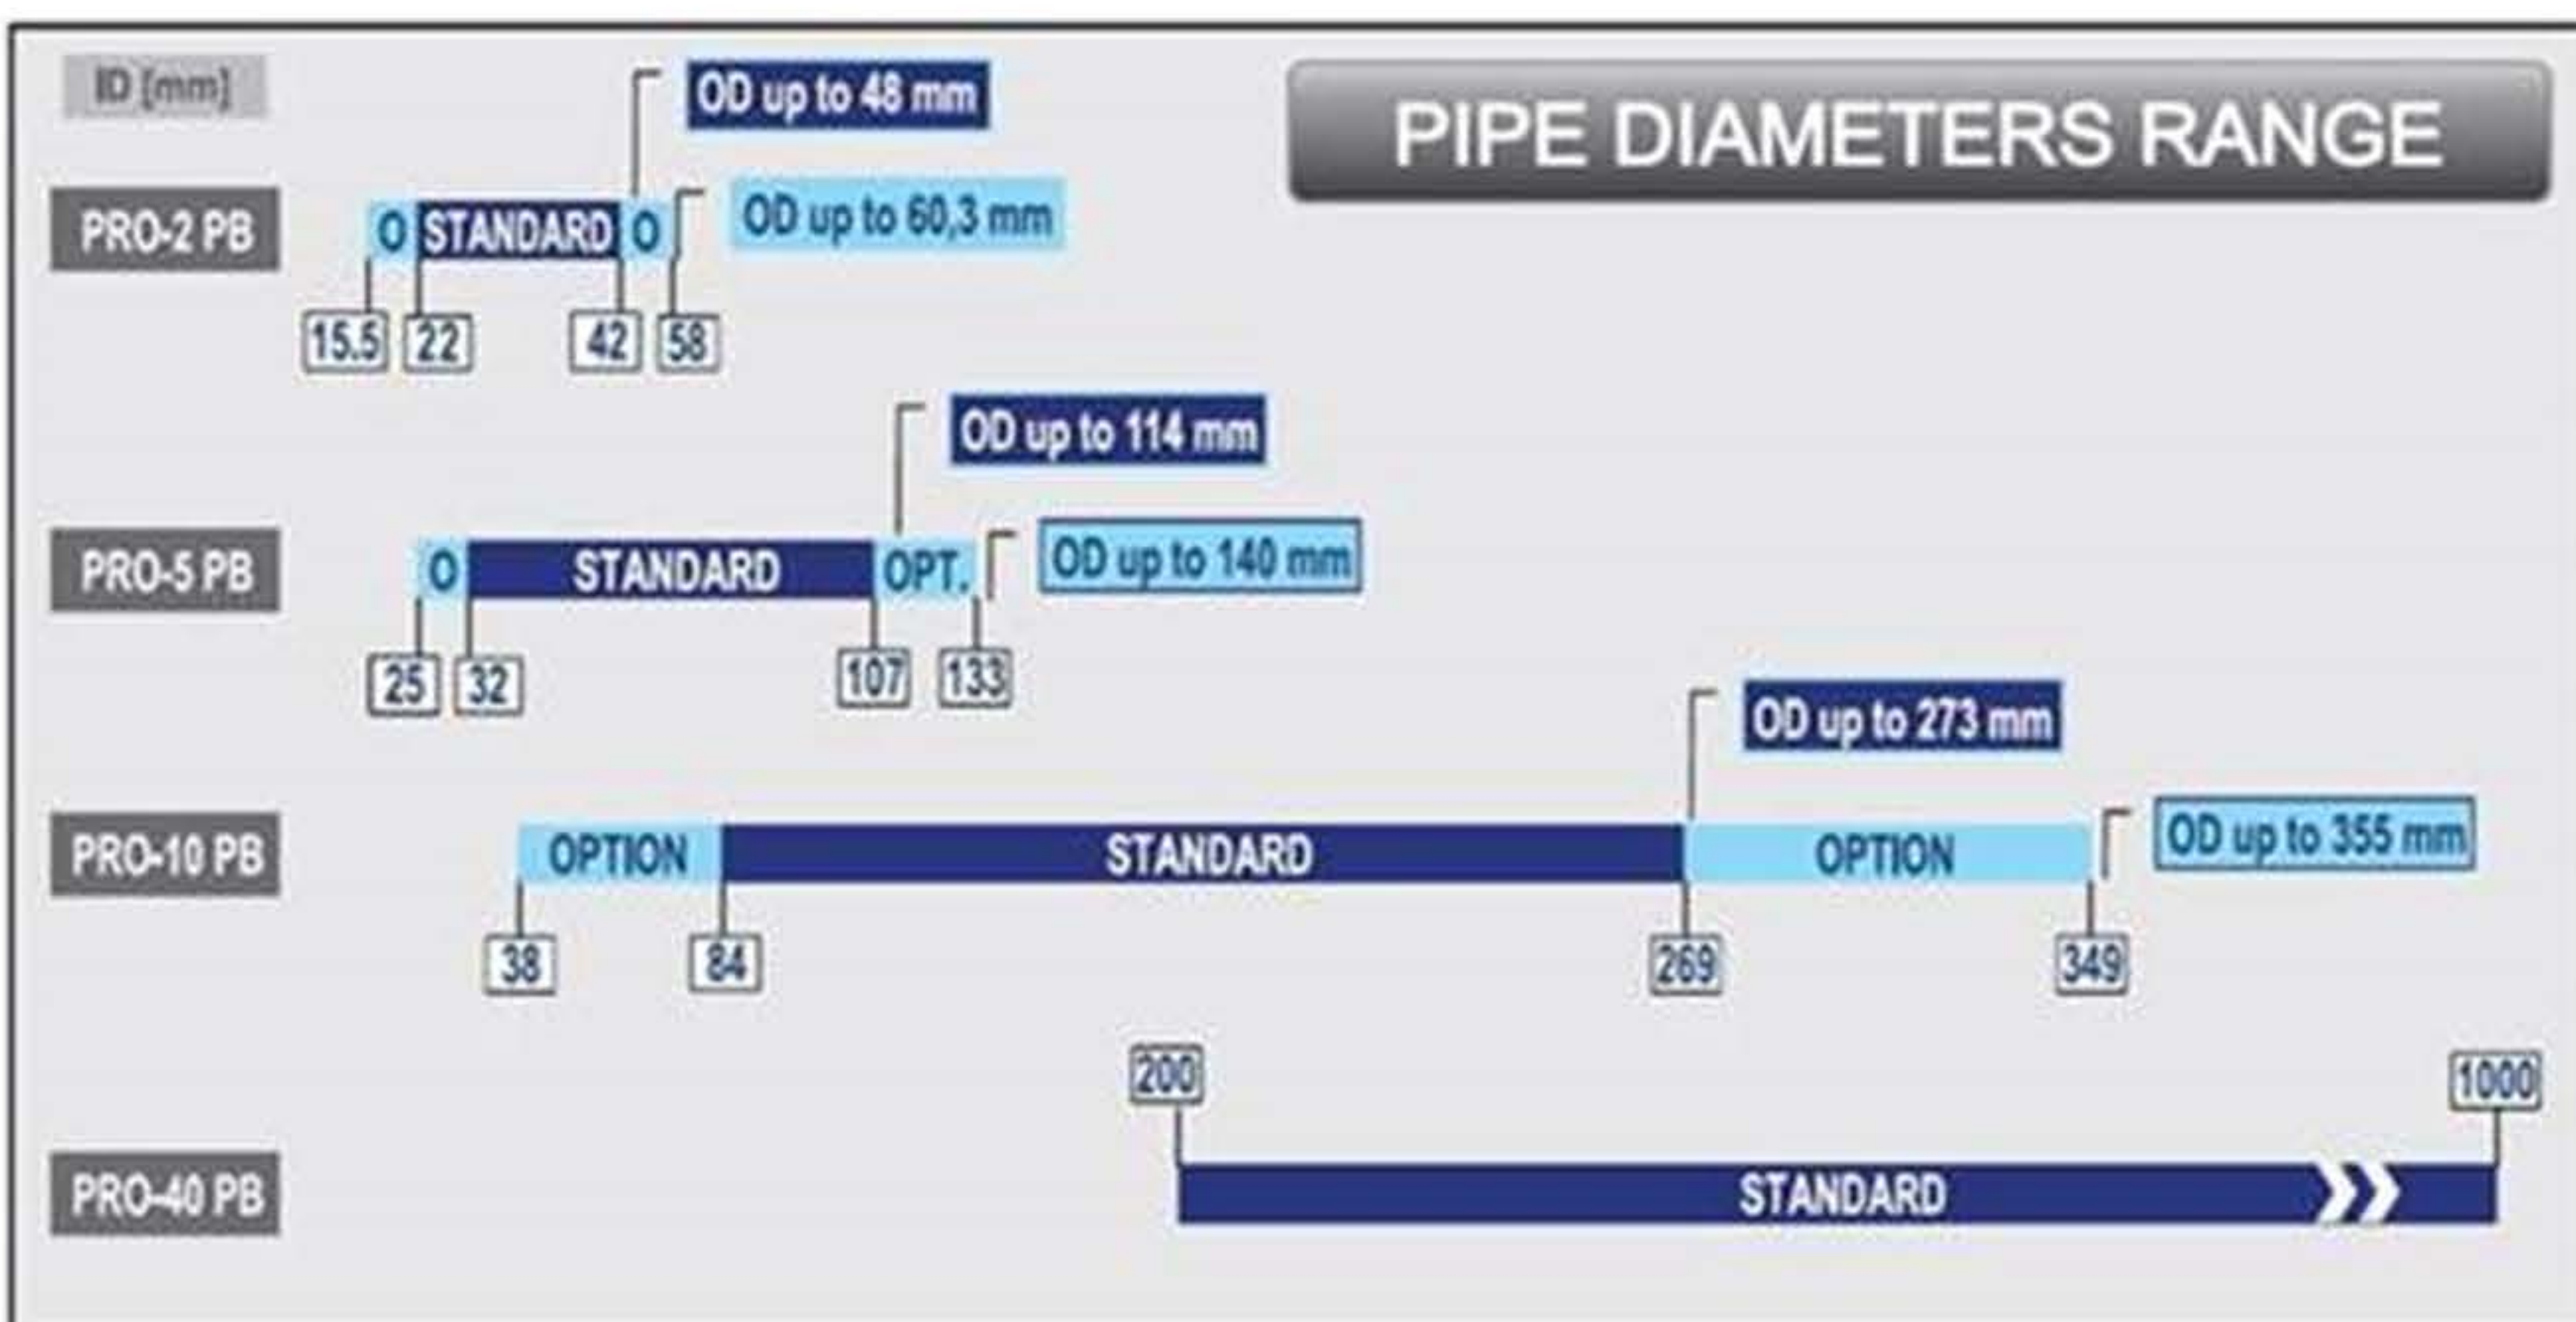 ID [mm]
PIPE DIAMETERS RANGE
OD up to 48 mm
PRO-2 PB
O STANDARD O
OD up to 60,3 mm
15.5 22 42 58
OD up to 114 mm
PRO-5 PB
O STANDARD OPT.
OD up to 140 mm
25 32 107 133
OD up to 273 mm
PRO-10 PB
OPTION STANDARD OPTION
OD up to 355 mm
38 84 269 349
200 1000
PRO-40 PB
STANDARD